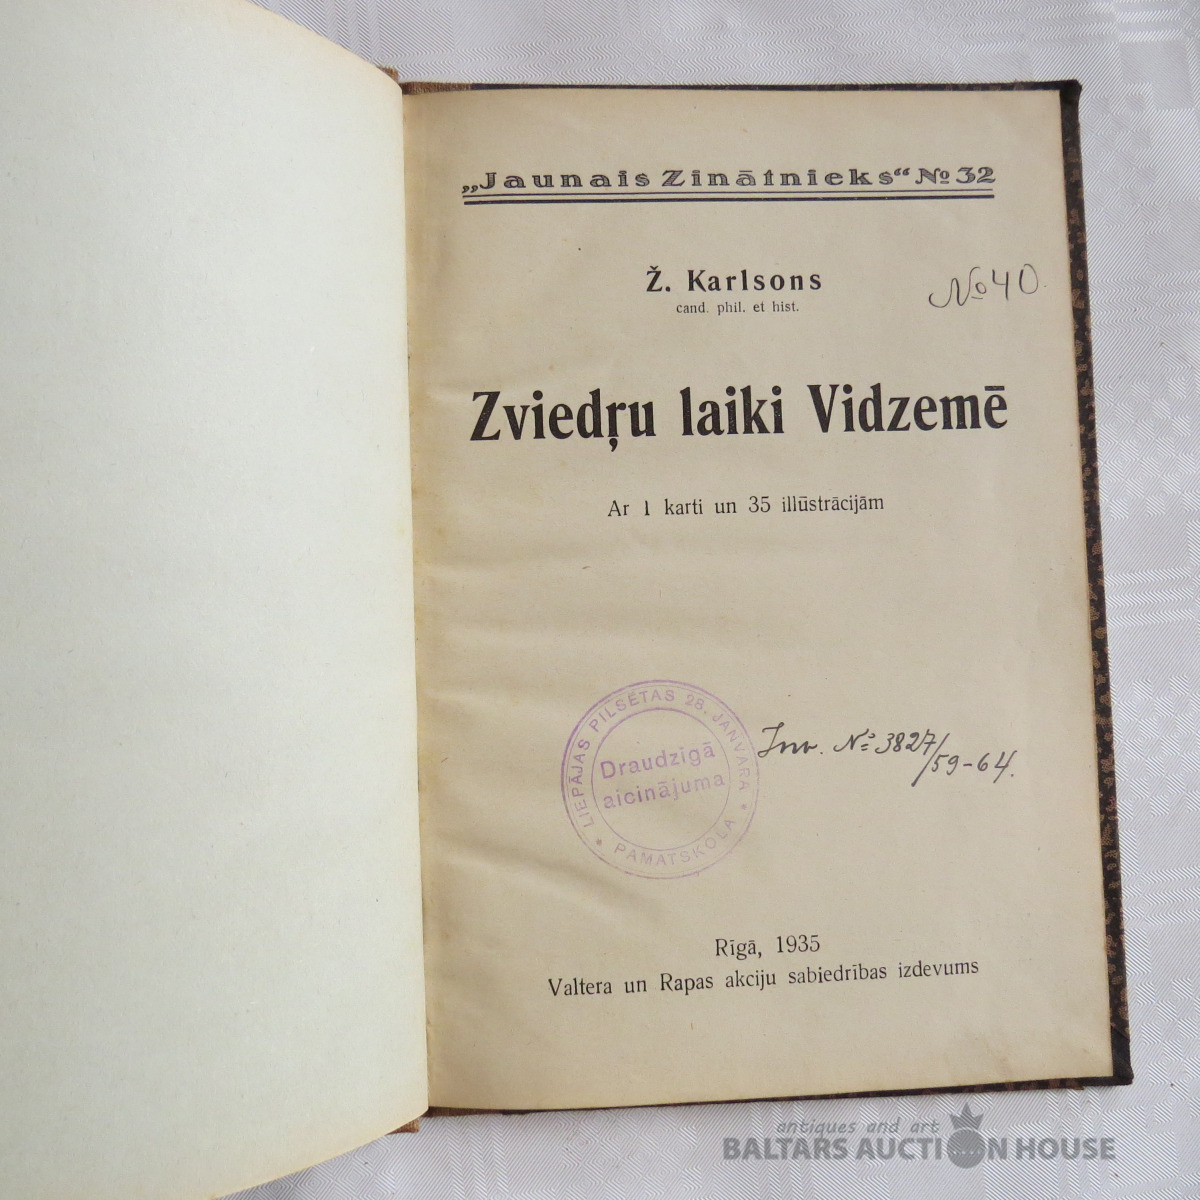 „Jaunais Zinātnieks“ № 32
Ž. Karlsons
cand. phil. et hist.
№ 40.
Zviedŗu laiki Vidzemē
Ar 1 karti un 35 illūstrācijām
LIEPĀJAS PILSĒTAS 28. JANVĀRA
Draudzigā
aicinājuma
PAMATSKOLA
Inv. № 3827/59-64.
Rīgā, 1935
Valtera un Rapas akciju sabiedrības izdevums
antiques and art
BALTARS AUCTION HOUSE